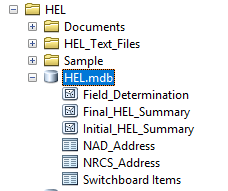 HEL
Documents
HEL_Text_Files
Sample
HEL.mdb
Field_Determination
Final_HEL_Summary
Initial_HEL_Summary
NAD_Address
NRCS_Address
Switchboard Items